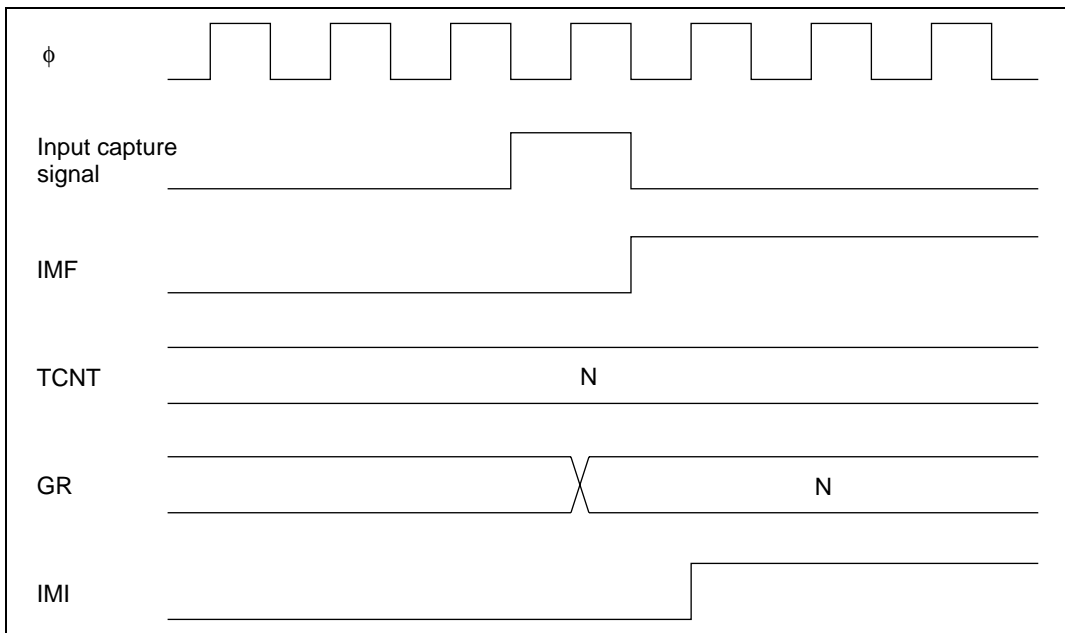 ϕ
Input capture
signal
IMF
TCNT
N
GR
N
IMI